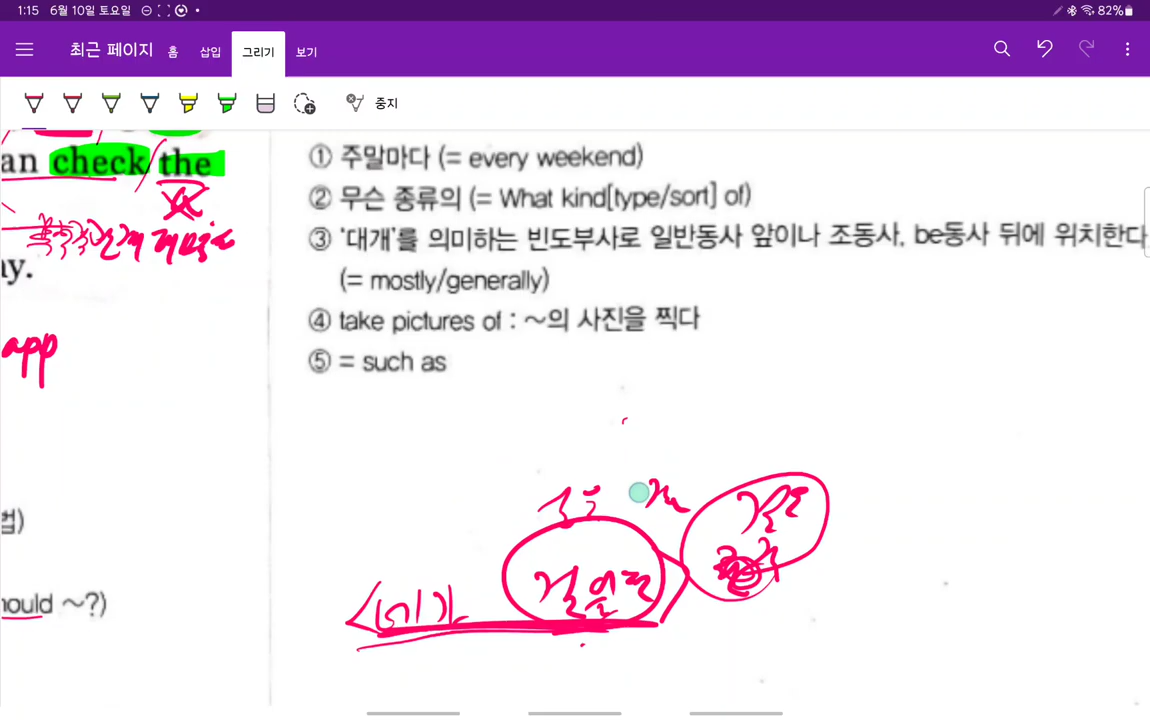 1:15 6월 10일 토요일
82%
최근 페이지 홈 삽입 그리기 보기
중지
an check the
ay.
app
법)
hould ~?)
① 주말마다 (= every weekend)
② 무슨 종류의 (= What kind[type/sort] of)
③ '대개'를 의미하는 빈도부사로 일반동사 앞이나 조동사, be동사 뒤에 위치한다
(= mostly/generally)
④ take pictures of : ~의 사진을 찍다
⑤ = such as